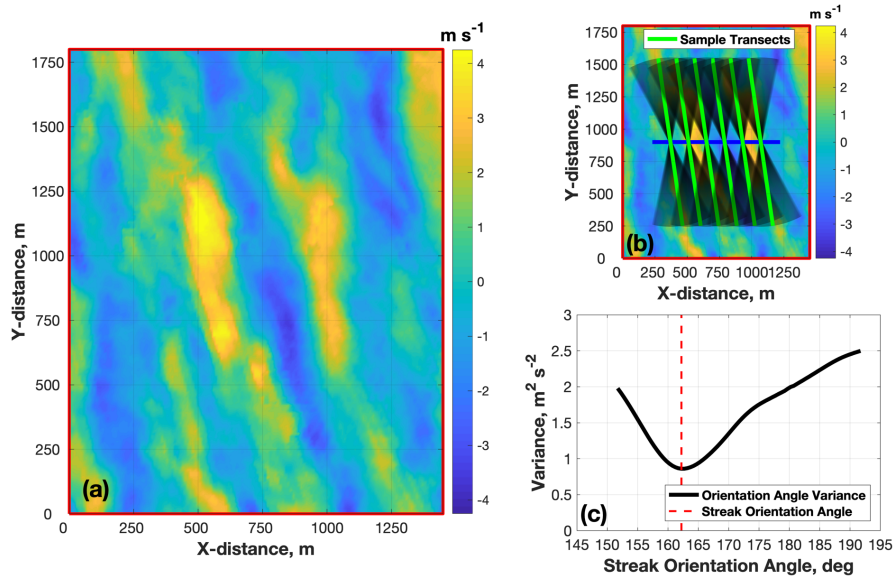 m s⁻¹
1750
1500
1250
1000
750
500
250
0
Y-distance, m
0 250 500 750 1000 1250
X-distance, m
4
3
2
1
0
-1
-2
-3
-4
(a)
m s⁻¹
1750
1500
1250
1000
750
500
250
0
Y-distance, m
Sample Transects
(b)
0 250 500 750 1000 1250
X-distance, m
4
3
2
1
0
-1
-2
-3
-4
3
2.5
2
1.5
1
0.5
0
Variance, m² s⁻²
Orientation Angle Variance
Streak Orientation Angle
(c)
145 155 160 165 170 175 180 185 190 195
Streak Orientation Angle, deg